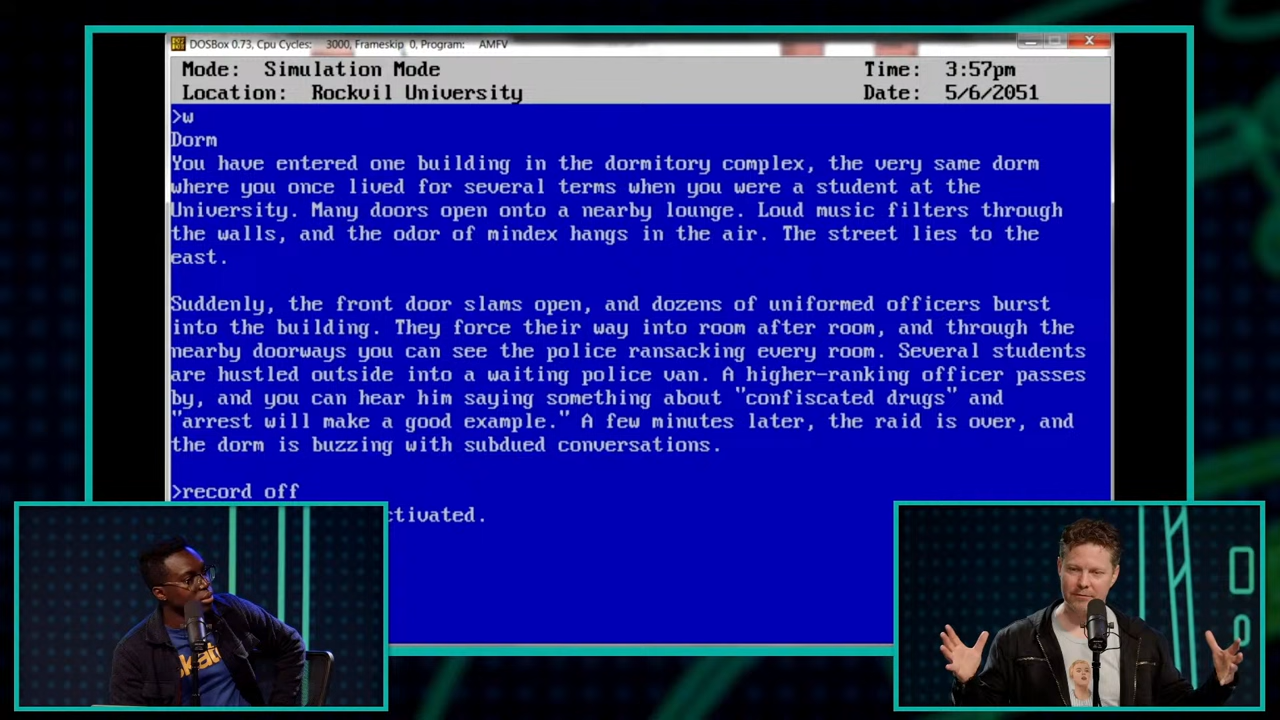 DOSBox 0.73, Cpu Cycles: 3000, Frameskip 0, Program: AMFV
Mode: Simulation Mode Time: 3:57pm
Location: Rockvil University Date: 5/6/2051
>w
Dorm
You have entered one building in the dormitory complex, the very same dorm
where you once lived for several terms when you were a student at the
University. Many doors open onto a nearby lounge. Loud music filters through
the walls, and the odor of mindex hangs in the air. The street lies to the
east.
Suddenly, the front door slams open, and dozens of uniformed officers burst
into the building. They force their way into room after room, and through the
nearby doorways you can see the police ransacking every room. Several students
are hustled outside into a waiting police van. A higher-ranking officer passes
by, and you can hear him saying something about "confiscated drugs" and
"arrest will make a good example." A few minutes later, the raid is over, and
the dorm is buzzing with subdued conversations.
>record off
ctivated.